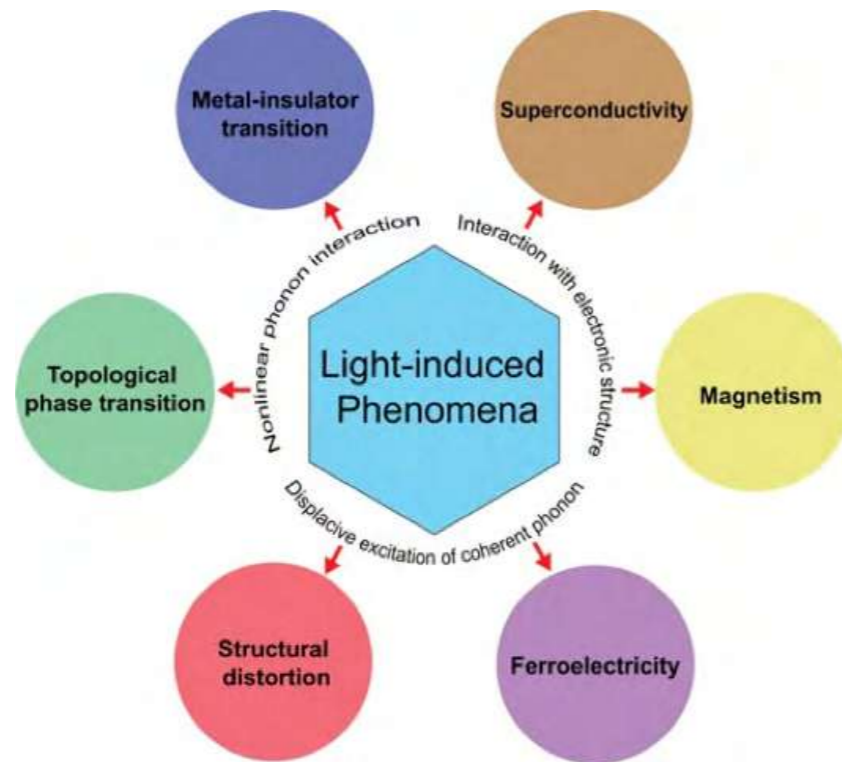 Metal-insulator
transition
Superconductivity
Nonlinear phonon interaction
Interaction with electronic structure
Light-induced
Phenomena
Topological
phase transition
Magnetism
Displacive excitation of coherent phonon
Structural
distortion
Ferroelectricity